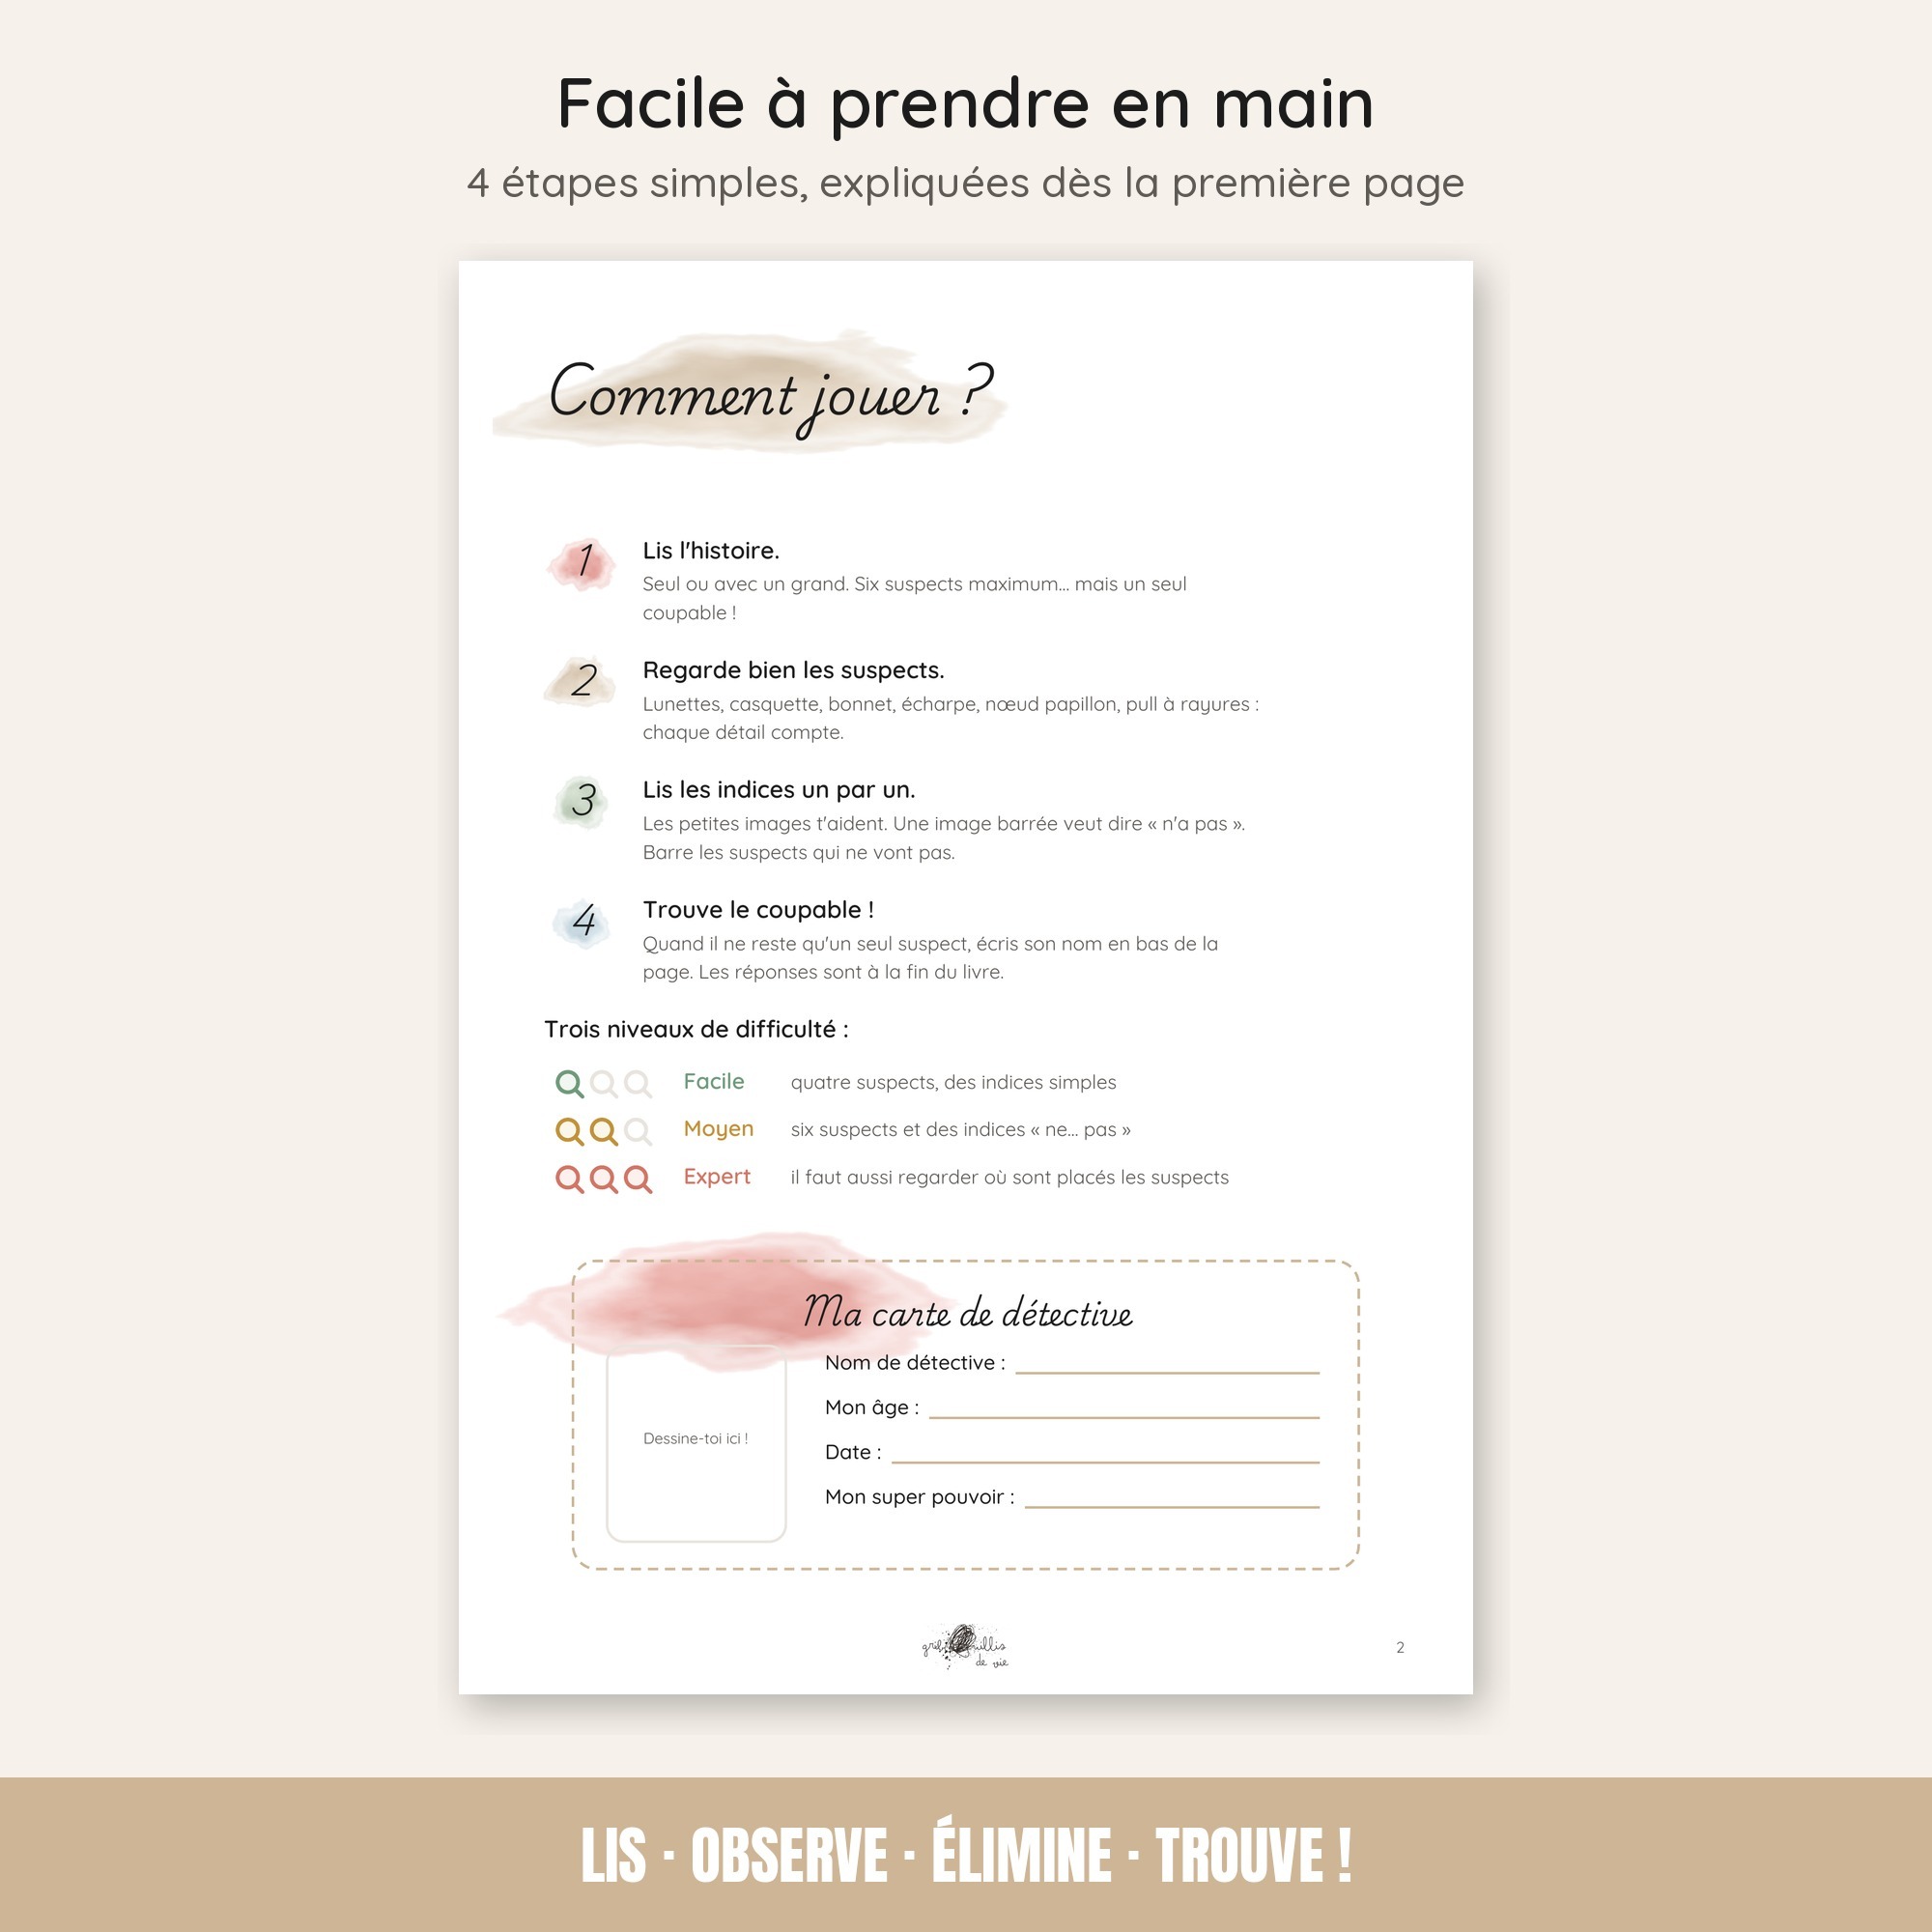 Facile à prendre en main
4 étapes simples, expliquées dès la première page
Comment jouer ?
1
Lis l'histoire.
Seul ou avec un grand. Six suspects maximum... mais un seul
coupable !
2
Regarde bien les suspects.
Lunettes, casquette, bonnet, écharpe, nœud papillon, pull à rayures :
chaque détail compte.
3
Lis les indices un par un.
Les petites images t'aident. Une image barrée veut dire « n'a pas ».
Barre les suspects qui ne vont pas.
4
Trouve le coupable !
Quand il ne reste qu'un seul suspect, écris son nom en bas de la
page. Les réponses sont à la fin du livre.
Trois niveaux de difficulté :
Facile quatre suspects, des indices simples
Moyen six suspects et des indices « ne... pas »
Expert il faut aussi regarder où sont placés les suspects
Ma carte de détective
Nom de détective :
Mon âge :
Dessine-toi ici !
Date :
Mon super pouvoir :
de vie
2
LIS · OBSERVE · ÉLIMINE · TROUVE !